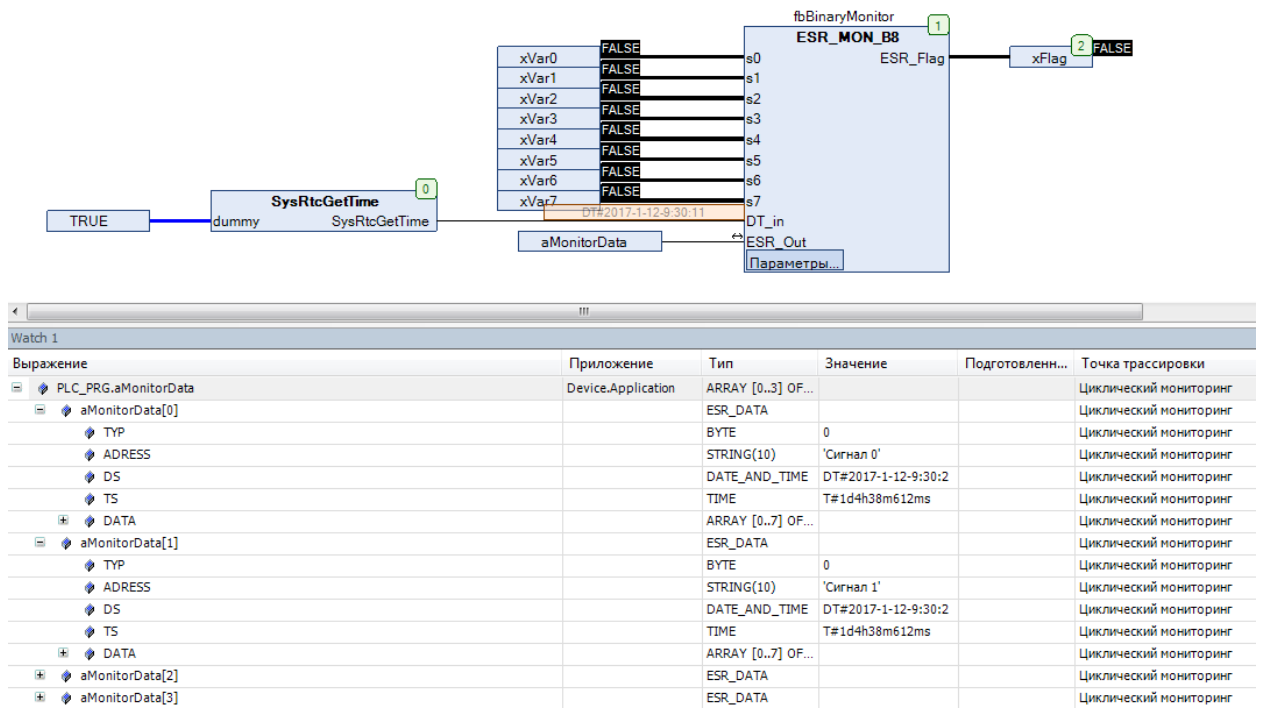 fbBinaryMonitor
1
ESR_MON_B8
xVar0 FALSE s0 ESR_Flag xFlag 2 FALSE
xVar1 FALSE s1
xVar2 FALSE s2
xVar3 FALSE s3
xVar4 FALSE s4
xVar5 FALSE s5
xVar6 FALSE s6
xVar7 FALSE s7
0
SysRtcGetTime
DT#2017-1-12-9:30:11
TRUE dummy SysRtcGetTime DT_in
aMonitorData ESR_Out
Параметры...
Watch 1
Выражение Приложение Тип Значение Подготовленн... Точка трассировки
PLC_PRG.aMonitorData Device.Application ARRAY [0..3] OF... Циклический мониторинг
aMonitorData[0] ESR_DATA Циклический мониторинг
TYP BYTE 0 Циклический мониторинг
ADRESS STRING(10) 'Сигнал 0' Циклический мониторинг
DS DATE_AND_TIME DT#2017-1-12-9:30:2 Циклический мониторинг
TS TIME T#1d4h38m612ms Циклический мониторинг
DATA ARRAY [0..7] OF... Циклический мониторинг
aMonitorData[1] ESR_DATA Циклический мониторинг
TYP BYTE 0 Циклический мониторинг
ADRESS STRING(10) 'Сигнал 1' Циклический мониторинг
DS DATE_AND_TIME DT#2017-1-12-9:30:2 Циклический мониторинг
TS TIME T#1d4h38m612ms Циклический мониторинг
DATA ARRAY [0..7] OF... Циклический мониторинг
aMonitorData[2] ESR_DATA Циклический мониторинг
aMonitorData[3] ESR_DATA Циклический мониторинг